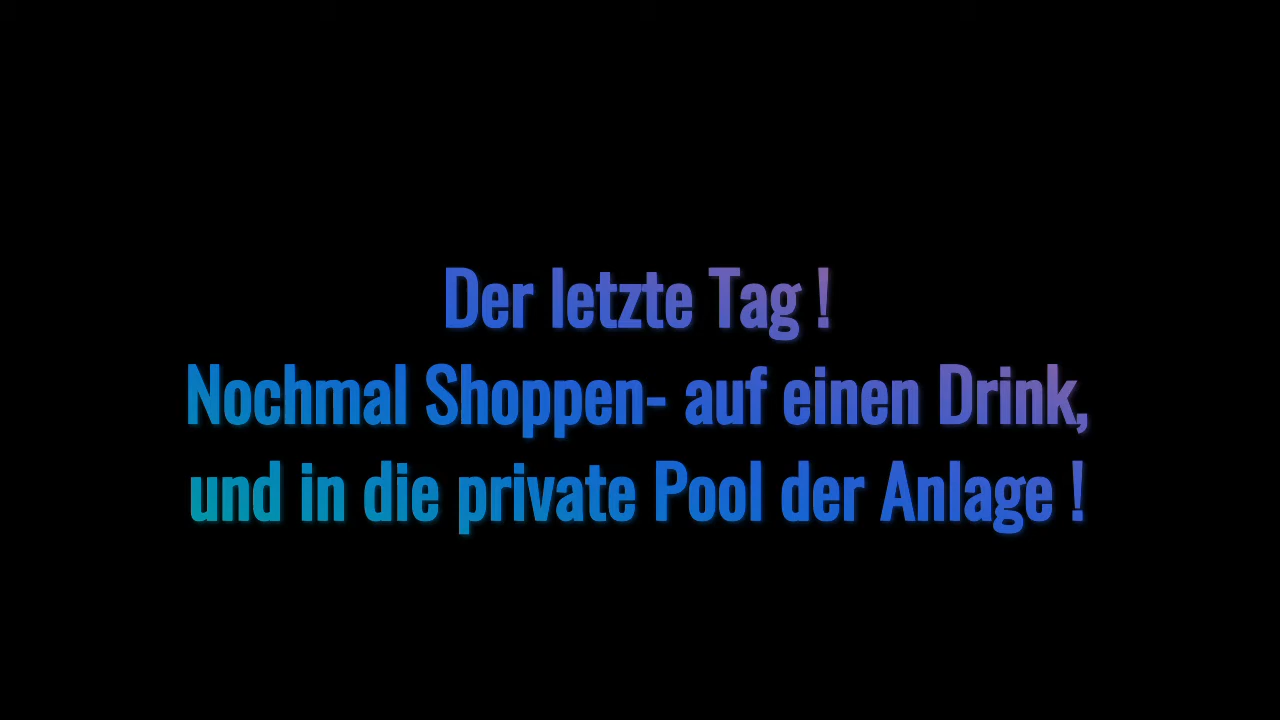 Der letzte Tag !
Nochmal Shoppen- auf einen Drink,
und in die private Pool der Anlage !